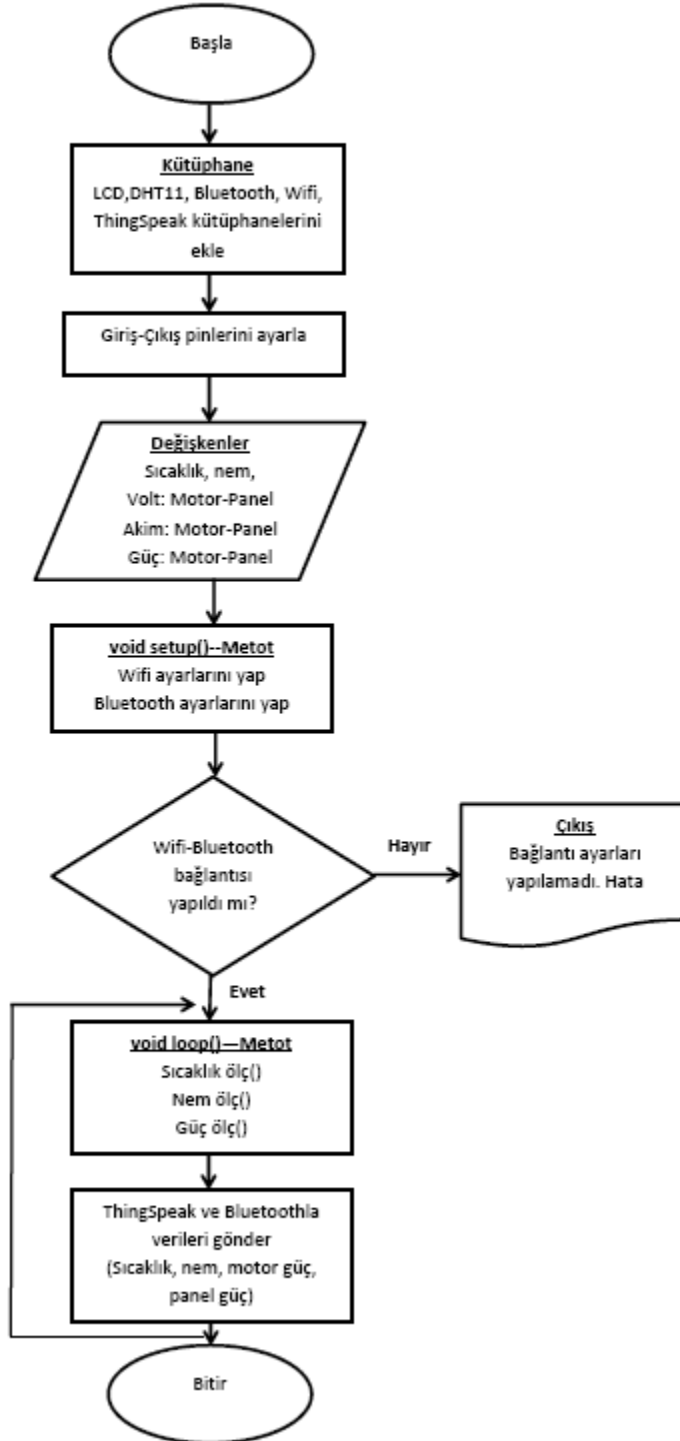 Başla
Kütüphane
LCD,DHT11, Bluetooth, Wifi,
ThingSpeak kütüphanelerini
ekle
Giriş-Çıkış pinlerini ayarla
Değişkenler
Sıcaklık, nem,
Volt: Motor-Panel
Akim: Motor-Panel
Güç: Motor-Panel
void setup()--Metot
Wifi ayarlarını yap
Bluetooth ayarlarını yap
Wifi-Bluetooth
bağlantısı
yapıldı mı?
Hayır
Çıkış
Bağlantı ayarları
yapılamadı. Hata
Evet
void loop()—Metot
Sıcaklık ölç()
Nem ölç()
Güç ölç()
ThingSpeak ve Bluetoothla
verileri gönder
(Sıcaklık, nem, motor güç,
panel güç)
Bitir